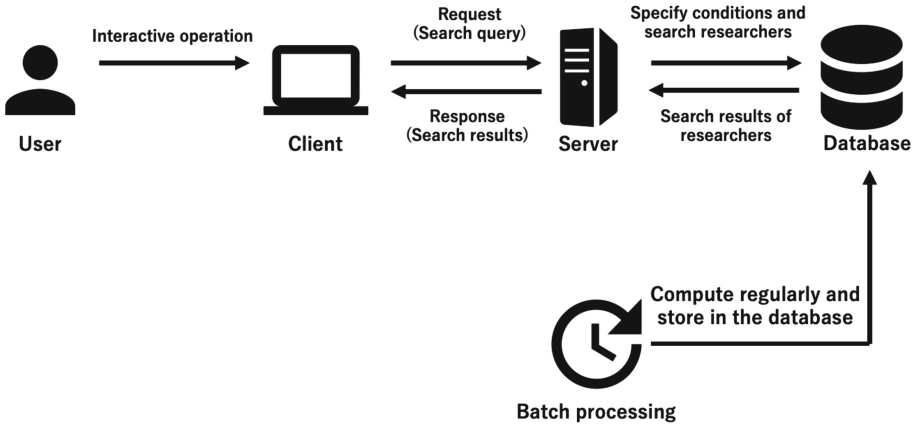 Interactive operation
Request
(Search query)
Specify conditions and
search researchers
Response
(Search results)
Search results of
researchers
User
Client
Server
Database
Compute regularly and
store in the database
Batch processing